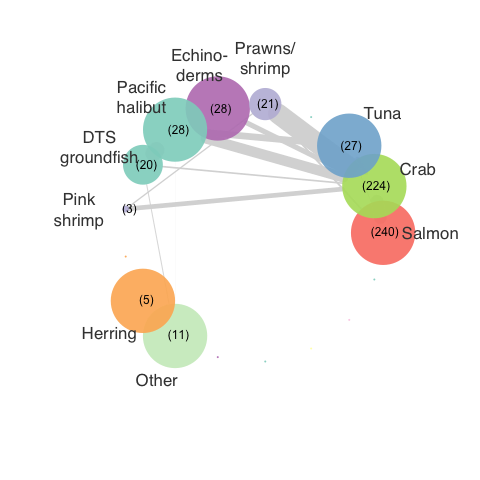 Echino-
derms
(28)
Prawns/
shrimp
(21)
Pacific
halibut
(28)
DTS
groundfish
(20)
Pink
shrimp
(3)
Tuna
(27)
Crab
(224)
Salmon
(240)
Herring
(5)
Other
(11)